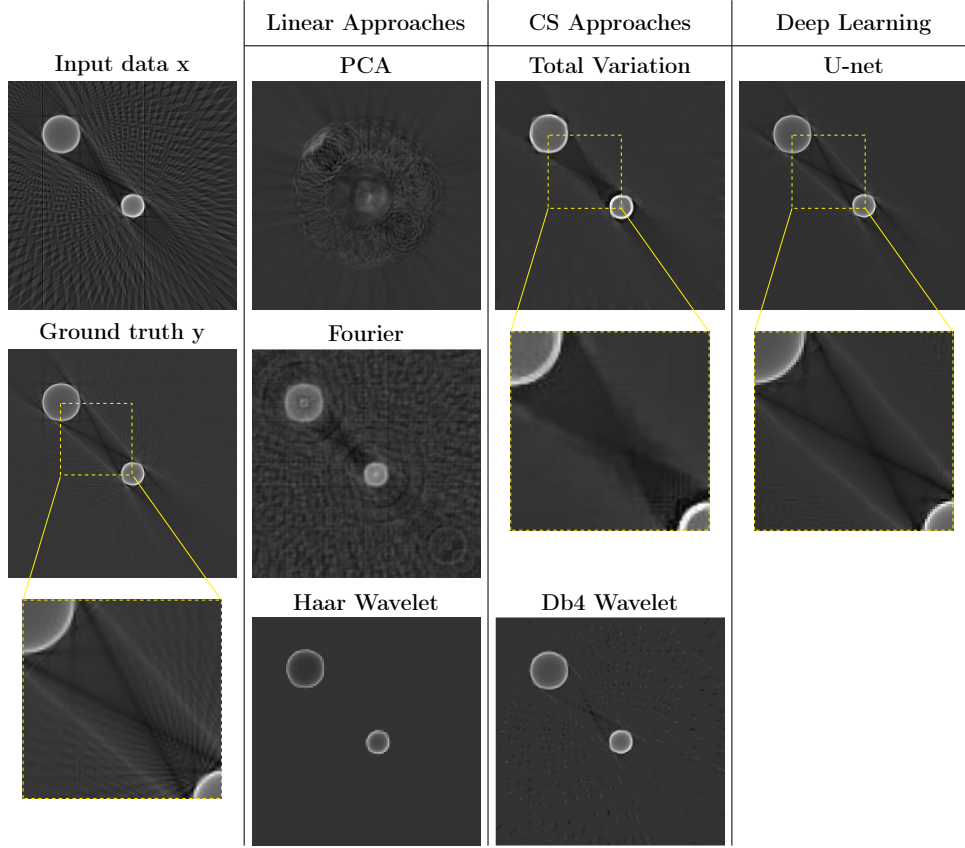 Linear Approaches
CS Approaches
Deep Learning
Input data x
PCA
Total Variation
U-net
Ground truth y
Fourier
Haar Wavelet
Db4 Wavelet